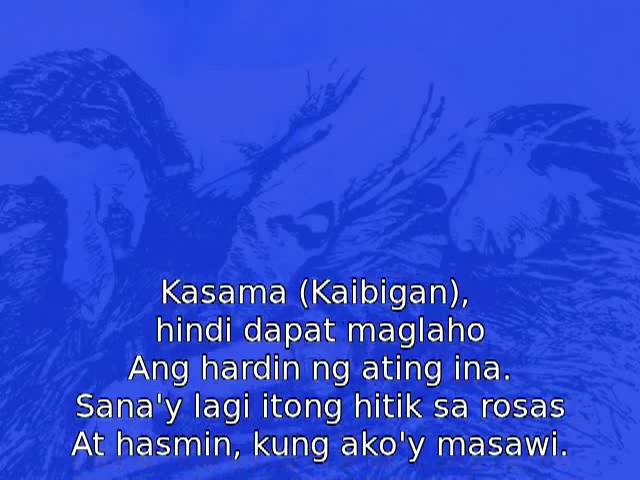 Kasama (Kaibigan),
hindi dapat maglaho
Ang hardin ng ating ina.
Sana'y lagi itong hitik sa rosas
At hasmin, kung ako'y masawi.